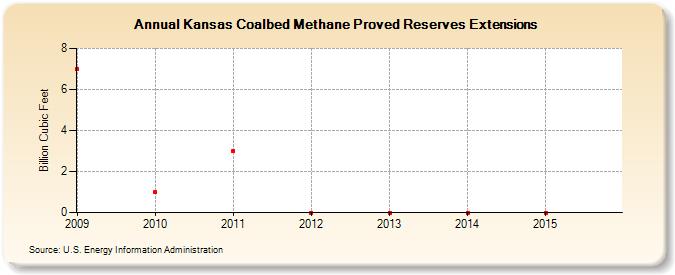 Annual Kansas Coalbed Methane Proved Reserves Extensions
Billion Cubic Feet
8
6
4
2
0
2009 2010 2011 2012 2013 2014 2015
Source: U.S. Energy Information Administration